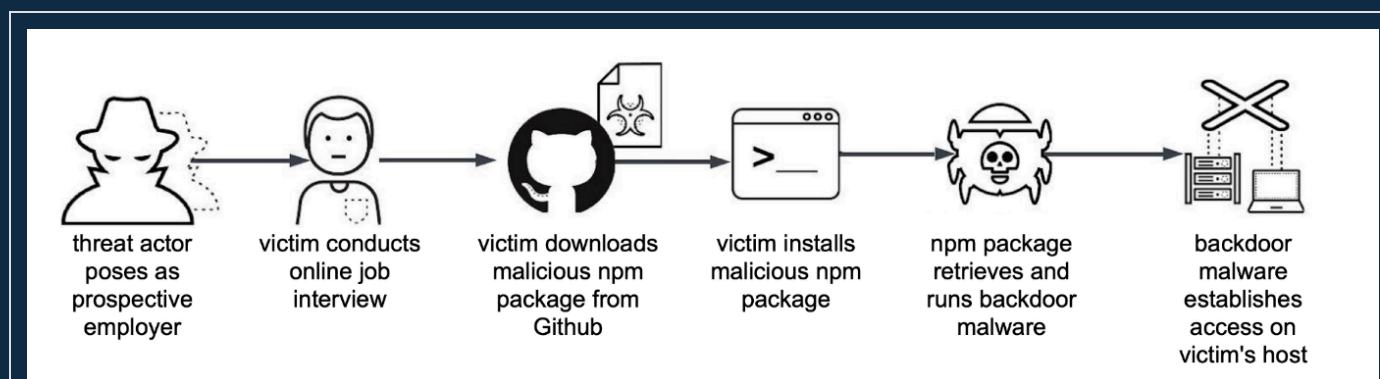 threat actor
poses as
prospective
employer
victim conducts
online job
interview
victim downloads
malicious npm
package from
Github
>_
victim installs
malicious npm
package
npm package
retrieves and
runs backdoor
malware
backdoor
malware
establishes
access on
victim's host